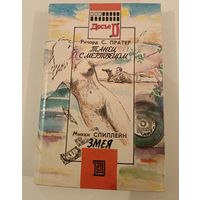 Досье
Ричард С. Пратер
ТАНЕЦ
С МЕРТВЕЦОМ
Микки СПИЛЛЕЙН
ЗМЕЯ